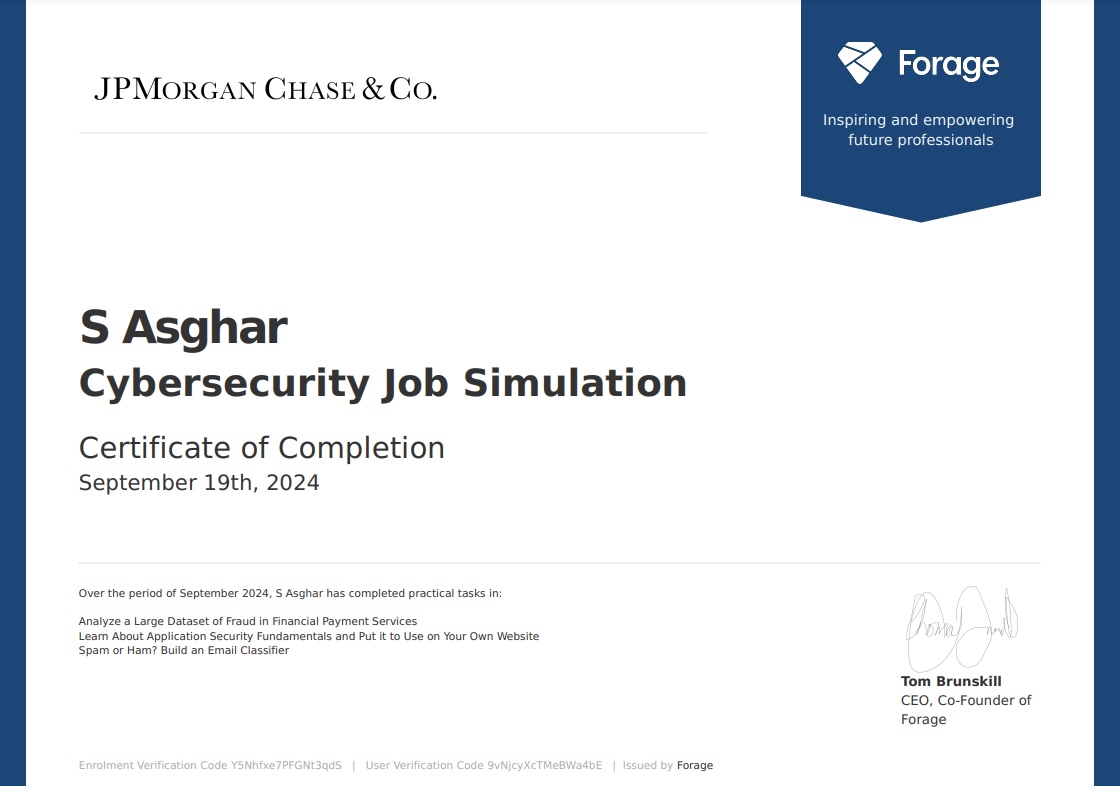 JPMORGAN CHASE & CO.
Forage
Inspiring and empowering
future professionals
S Asghar
Cybersecurity Job Simulation
Certificate of Completion
September 19th, 2024
Over the period of September 2024, S Asghar has completed practical tasks in:
Analyze a Large Dataset of Fraud in Financial Payment Services
Learn About Application Security Fundamentals and Put it to Use on Your Own Website
Spam or Ham? Build an Email Classifier
Tom Brunskill
CEO, Co-Founder of
Forage
Enrolment Verification Code Y5Nhfxe7PFGNt3qdS | User Verification Code 9vNjcyXcTMeBWa4bE | Issued by Forage